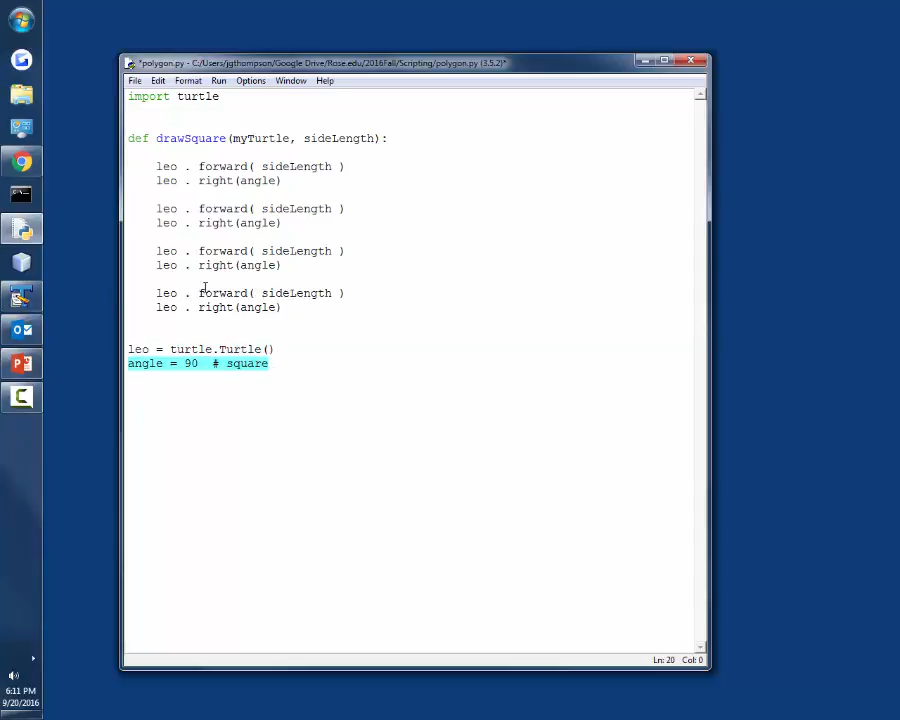 *polygon.py - C:/Users/jgthompson/Google Drive/Rose.edu/2016Fall/Scripting/polygon.py (3.5.2)*
File Edit Format Run Options Window Help
import turtle
def drawSquare(myTurtle, sideLength):
leo . forward( sideLength )
leo . right(angle)
leo . forward( sideLength )
leo . right(angle)
leo . forward( sideLength )
leo . right(angle)
leo . forward( sideLength )
leo . right(angle)
leo = turtle.Turtle()
angle = 90 # square
Ln: 20 Col: 0
6:11 PM
9/20/2016